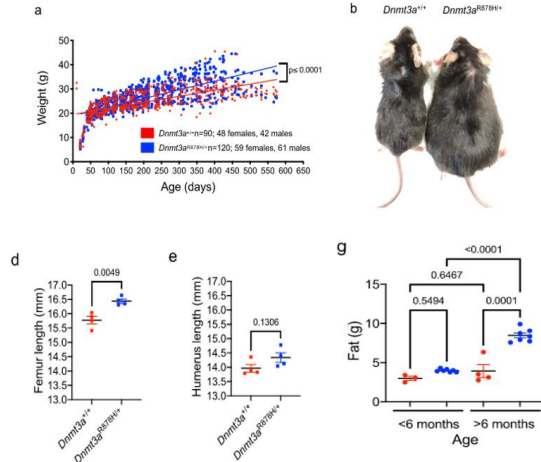 a
Weight (g)
60
50
40
30
20
10
0
p≤ 0.0001
Dnmt3a+/+n=90; 48 females, 42 males
Dnmt3aR878H/+n=120; 59 females, 61 males
0 50 100 150 200 250 300 350 400 450 500 550 600 650
Age (days)
b
Dnmt3a+/+ Dnmt3aR878H/+
d
Femur length (mm)
0.0049
16.5
16.0
15.5
15.0
14.5
14.0
13.5
13.0
Dnmt3a+/+
Dnmt3aR878H/+
e
Humerus length (mm)
16.5
16.0
15.5
15.0
14.5
14.0
13.5
13.0
0.1306
Dnmt3a+/+
Dnmt3aR878H/+
g
Fat (g)
<0.0001
0.6467
0.5494 0.0001
15
10
5
0
<6 months >6 months
Age